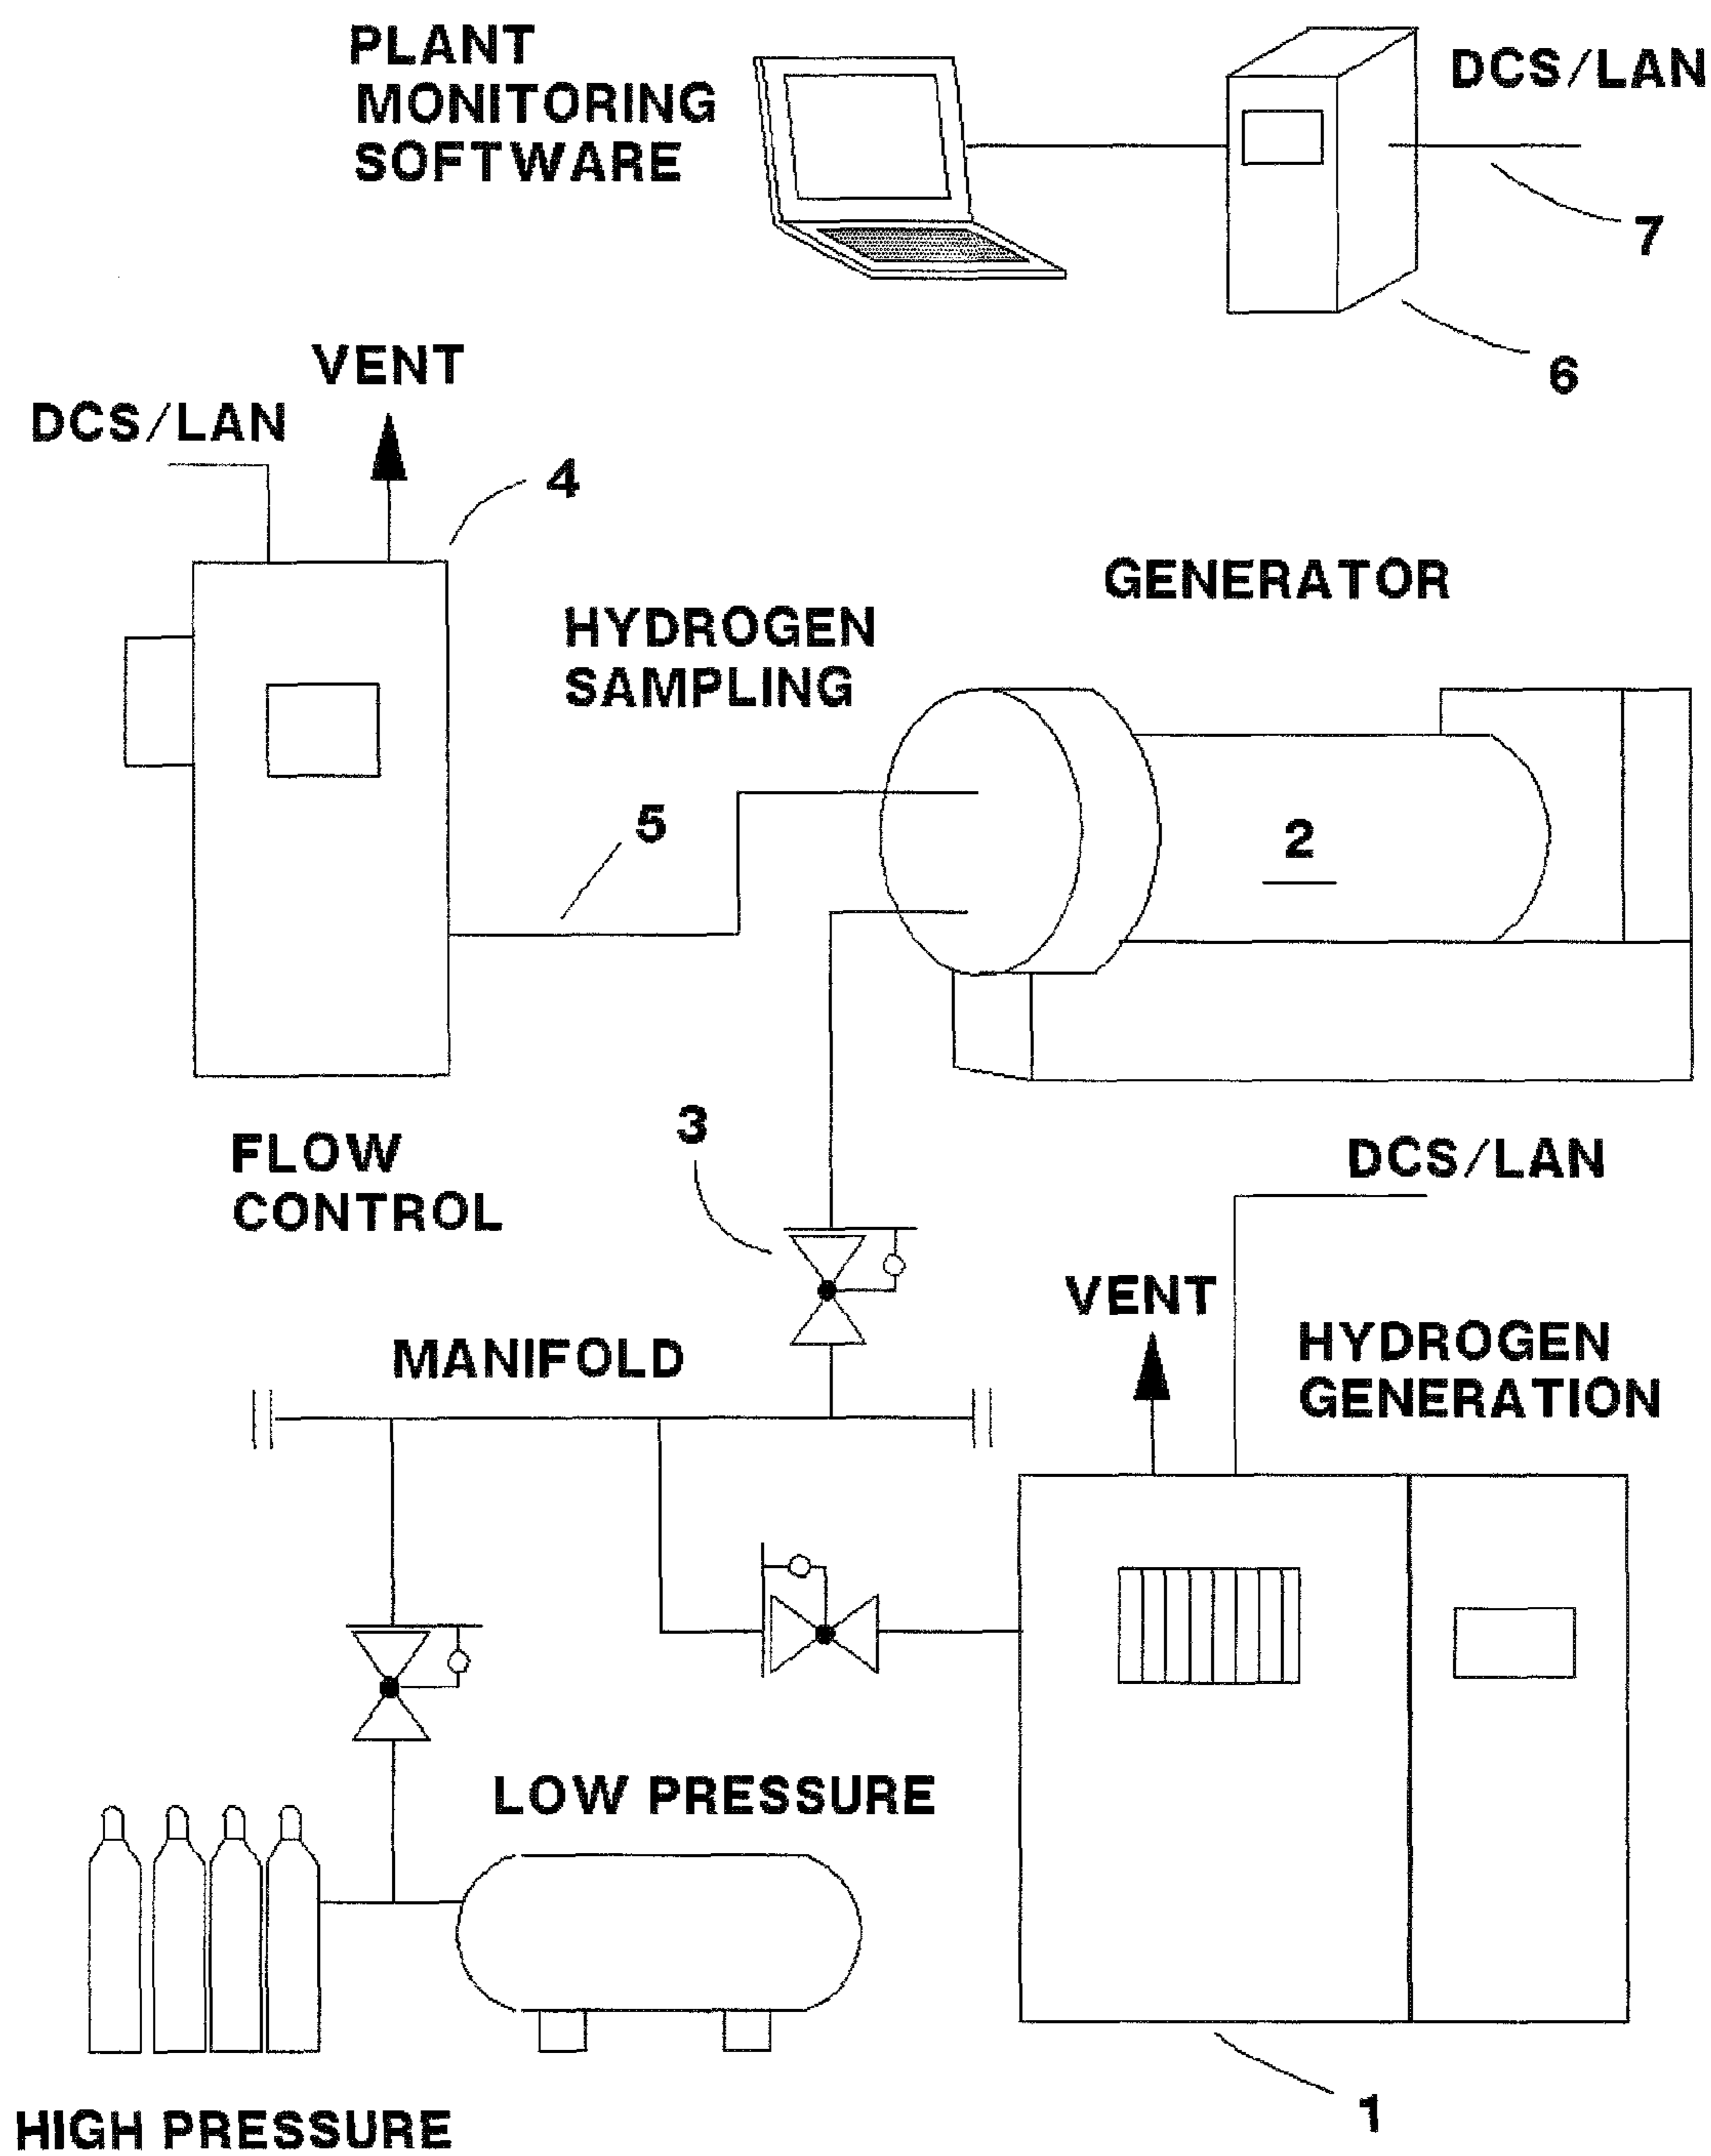 PLANT
MONITORING
SOFTWARE
DCS/LAN
7
6
VENT
DCS/LAN
4
GENERATOR
HYDROGEN
SAMPLING
5
2
3
FLOW
CONTROL
DCS/LAN
VENT
HYDROGEN
GENERATION
MANIFOLD
LOW PRESSURE
1
HIGH PRESSURE